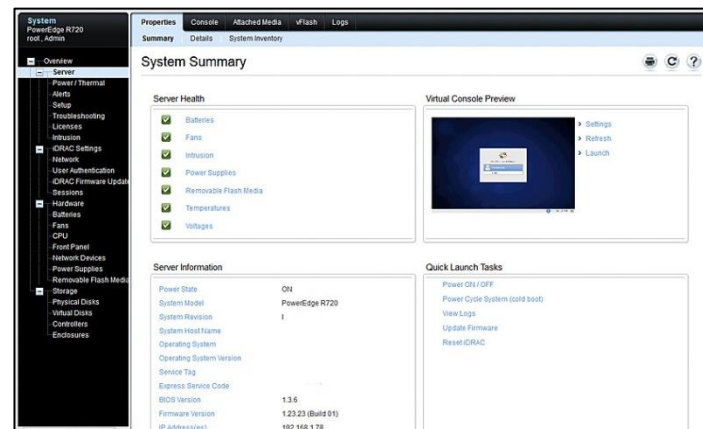 System
PowerEdge R720
root , Admin
Properties Console Attached Media vFlash Logs
Summary Details System Inventory
Overview
Server
Power / Thermal
Alerts
Setup
Troubleshooting
Licenses
Intrusion
iDRAC Settings
Network
User Authentication
iDRAC Firmware Updat
Sessions
Hardware
Batteries
Fans
CPU
Front Panel
Network Devices
Power Supplies
Removable Flash Media
Storage
Physical Disks
Virtual Disks
Controllers
Enclosures
System Summary
Server Health
Batteries
Fans
Intrusion
Power Supplies
Removable Flash Media
Temperatures
Voltages
Virtual Console Preview
Settings
Refresh
Launch
Server Information
Power State ON
System Model PowerEdge R720
System Revision I
System Host Name
Operating System
Operating System Version
Service Tag
Express Service Code
BIOS Version 1.3.6
Firmware Version 1.23.23 (Build 01)
IP Address(es) 192.168.1.78
Quick Launch Tasks
Power ON / OFF
Power Cycle System (cold boot)
View Logs
Update Firmware
Reset iDRAC